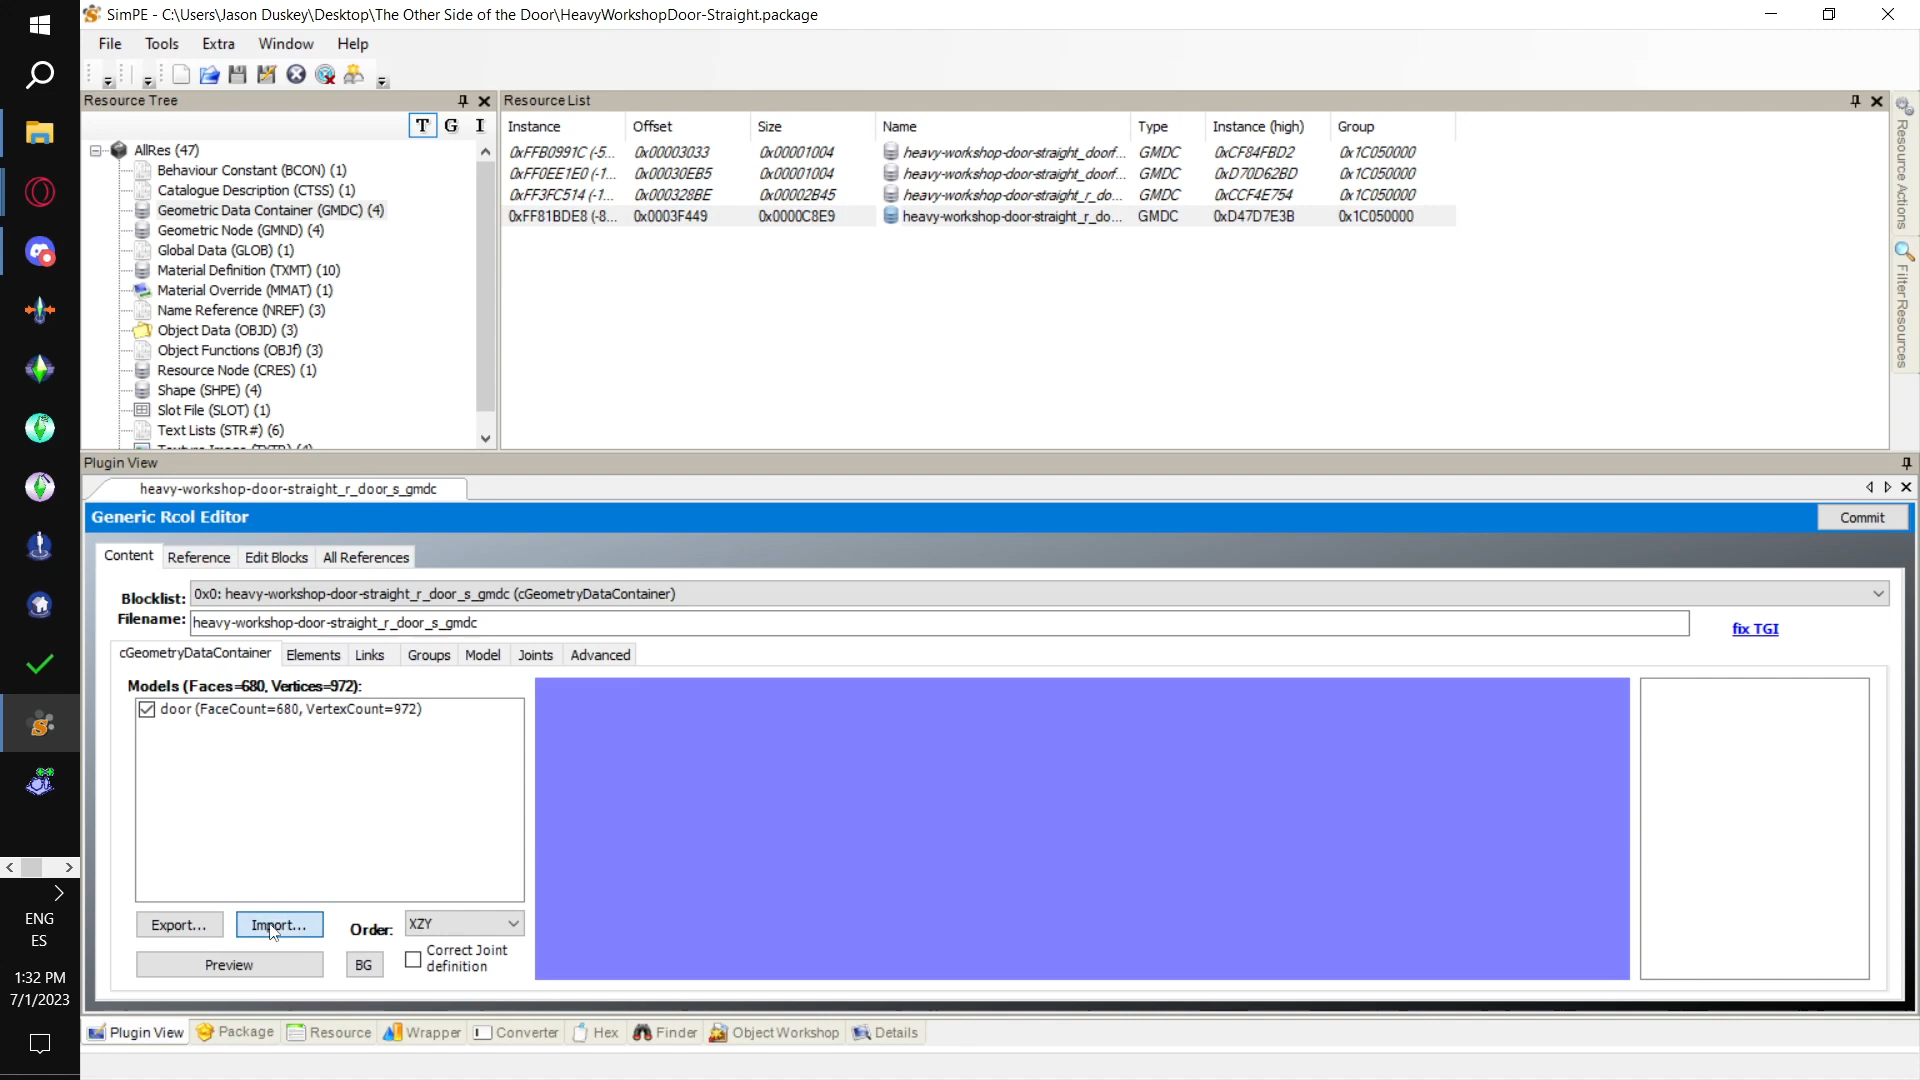 SimPE - C:\Users\Jason Duskey\Desktop\The Other Side of the Door\HeavyWorkshopDoor-Straight.package
File Tools Extra Window Help
Resource Tree
T G I
AllRes (47)
Behaviour Constant (BCON) (1)
Catalogue Description (CTSS) (1)
Geometric Data Container (GMDC) (4)
Geometric Node (GMND) (4)
Global Data (GLOB) (1)
Material Definition (TXMT) (10)
Material Override (MMAT) (1)
Name Reference (NREF) (3)
Object Data (OBJD) (3)
Object Functions (OBJf) (3)
Resource Node (CRES) (1)
Shape (SHPE) (4)
Slot File (SLOT) (1)
Text Lists (STR#) (6)
Resource List
Instance Offset Size Name Type Instance (high) Group
0xFFB0991C (-5... 0x00003033 0x00001004 heavy-workshop-door-straight_doorf... GMDC 0xCF84FBD2 0x1C050000
0xFF0EE1E0 (-1... 0x00030EB5 0x00001004 heavy-workshop-door-straight_doorf... GMDC 0xD70D62BD 0x1C050000
0xFF3FC514 (-1... 0x000328BE 0x00002B45 heavy-workshop-door-straight_r_do... GMDC 0xCCF4E754 0x1C050000
0xFF81BDE8 (-8... 0x0003F449 0x0000C8E9 heavy-workshop-door-straight_r_do... GMDC 0xD47D7E3B 0x1C050000
Resource Actions
Filter Resources
Plugin View
heavy-workshop-door-straight_r_door_s_gmdc
Generic Rcol Editor
Commit
Content Reference Edit Blocks All References
Blocklist: 0x0: heavy-workshop-door-straight_r_door_s_gmdc (cGeometryDataContainer)
Filename: heavy-workshop-door-straight_r_door_s_gmdc
fix TGI
cGeometryDataContainer Elements Links Groups Model Joints Advanced
Models (Faces=680, Vertices=972):
door (FaceCount=680, VertexCount=972)
Export... Import... Order: XZY
Preview BG Correct Joint
definition
Plugin View Package Resource Wrapper Converter Hex Finder Object Workshop Details
ENG
ES
1:32 PM
7/1/2023